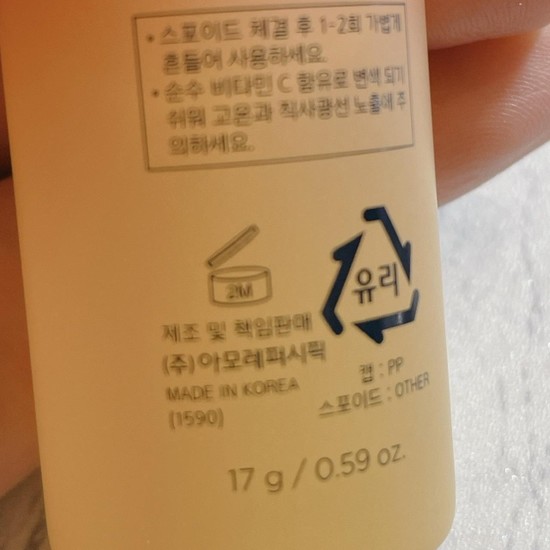 • 스포이드 체결 후 1-2회 가볍게
흔들어 사용하세요.
• 순수 비타민 C 함유로 변색 되기
쉬워 고온과 직사광선 노출에 주
의하세요.
2M
유리
제조 및 책임판매
(주)아모레퍼시픽
MADE IN KOREA
(1590)
캡 : PP
스포이드 : OTHER
17 g / 0.59 oz.